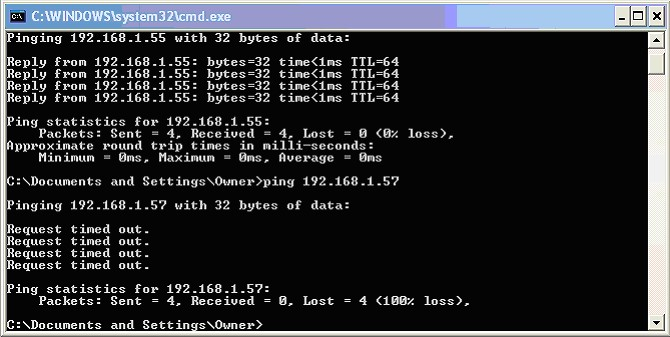 C:\WINDOWS\system32\cmd.exe
Pinging 192.168.1.55 with 32 bytes of data:
Reply from 192.168.1.55: bytes=32 time<1ms TTL=64
Reply from 192.168.1.55: bytes=32 time<1ms TTL=64
Reply from 192.168.1.55: bytes=32 time<1ms TTL=64
Reply from 192.168.1.55: bytes=32 time<1ms TTL=64
Ping statistics for 192.168.1.55:
    Packets: Sent = 4, Received = 4, Lost = 0 (0% loss),
Approximate round trip times in milli-seconds:
    Minimum = 0ms, Maximum = 0ms, Average = 0ms
C:\Documents and Settings\Owner>ping 192.168.1.57
Pinging 192.168.1.57 with 32 bytes of data:
Request timed out.
Request timed out.
Request timed out.
Request timed out.
Ping statistics for 192.168.1.57:
    Packets: Sent = 4, Received = 0, Lost = 4 (100% loss),
C:\Documents and Settings\Owner>